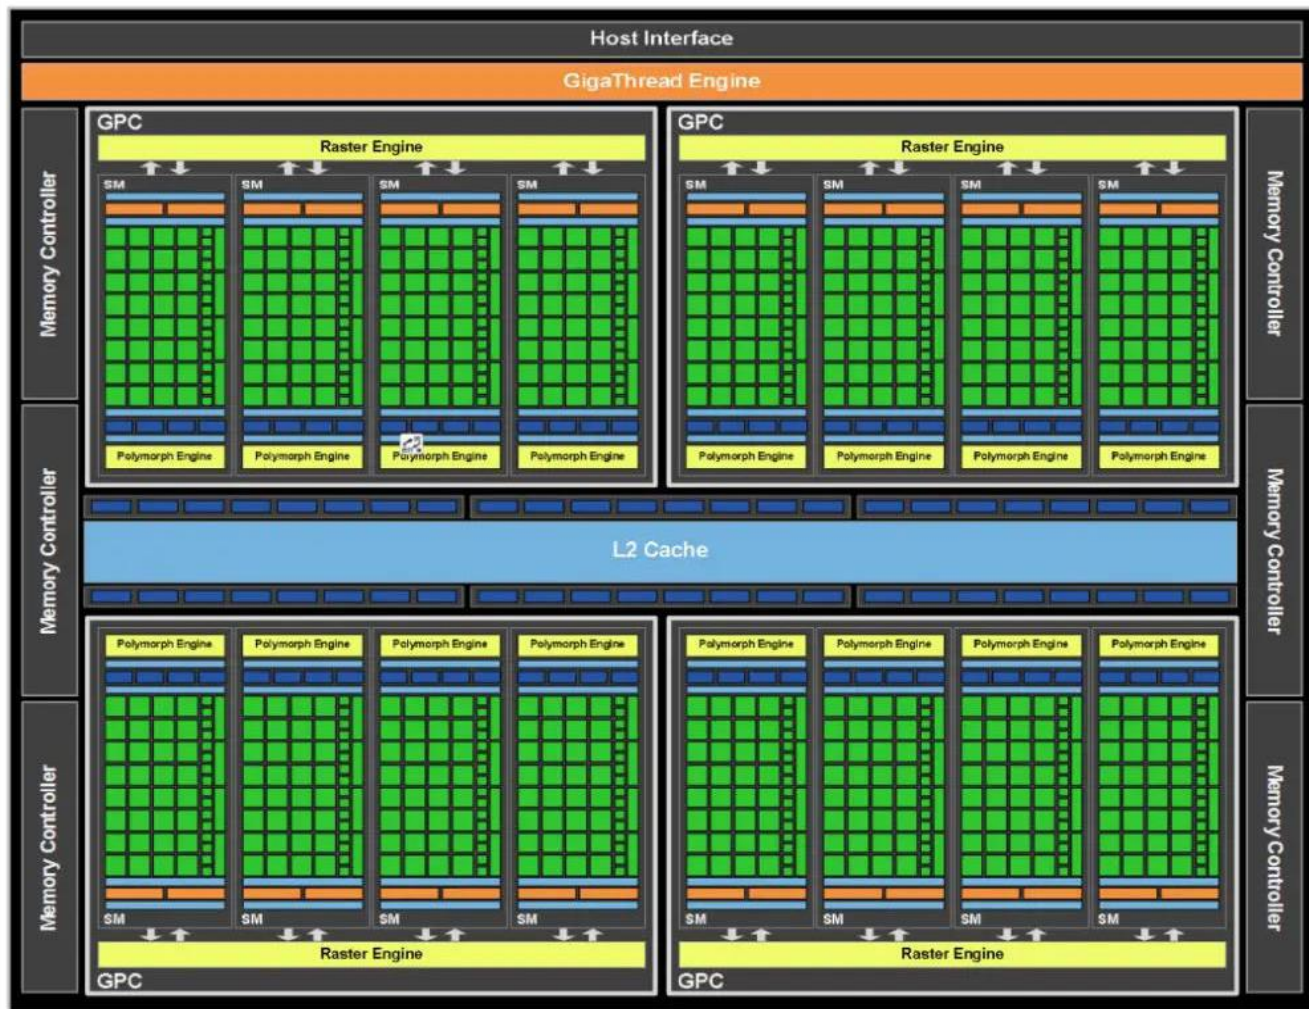 Host Interface
GigaThread Engine
GPC
GPC
Raster Engine
Raster Engine
SM
SM
SM
SM
SM
SM
SM
SM
Memory Controller
Memory Controller
Polymorph Engine
Polymorph Engine
Polymorph Engine
Polymorph Engine
Polymorph Engine
Polymorph Engine
Polymorph Engine
Polymorph Engine
Memory Controller
L2 Cache
Memory Controller
Polymorph Engine
Polymorph Engine
Polymorph Engine
Polymorph Engine
Polymorph Engine
Polymorph Engine
Polymorph Engine
Polymorph Engine
Memory Controller
Memory Controller
SM
SM
SM
SM
SM
SM
SM
SM
Raster Engine
Raster Engine
GPC
GPC